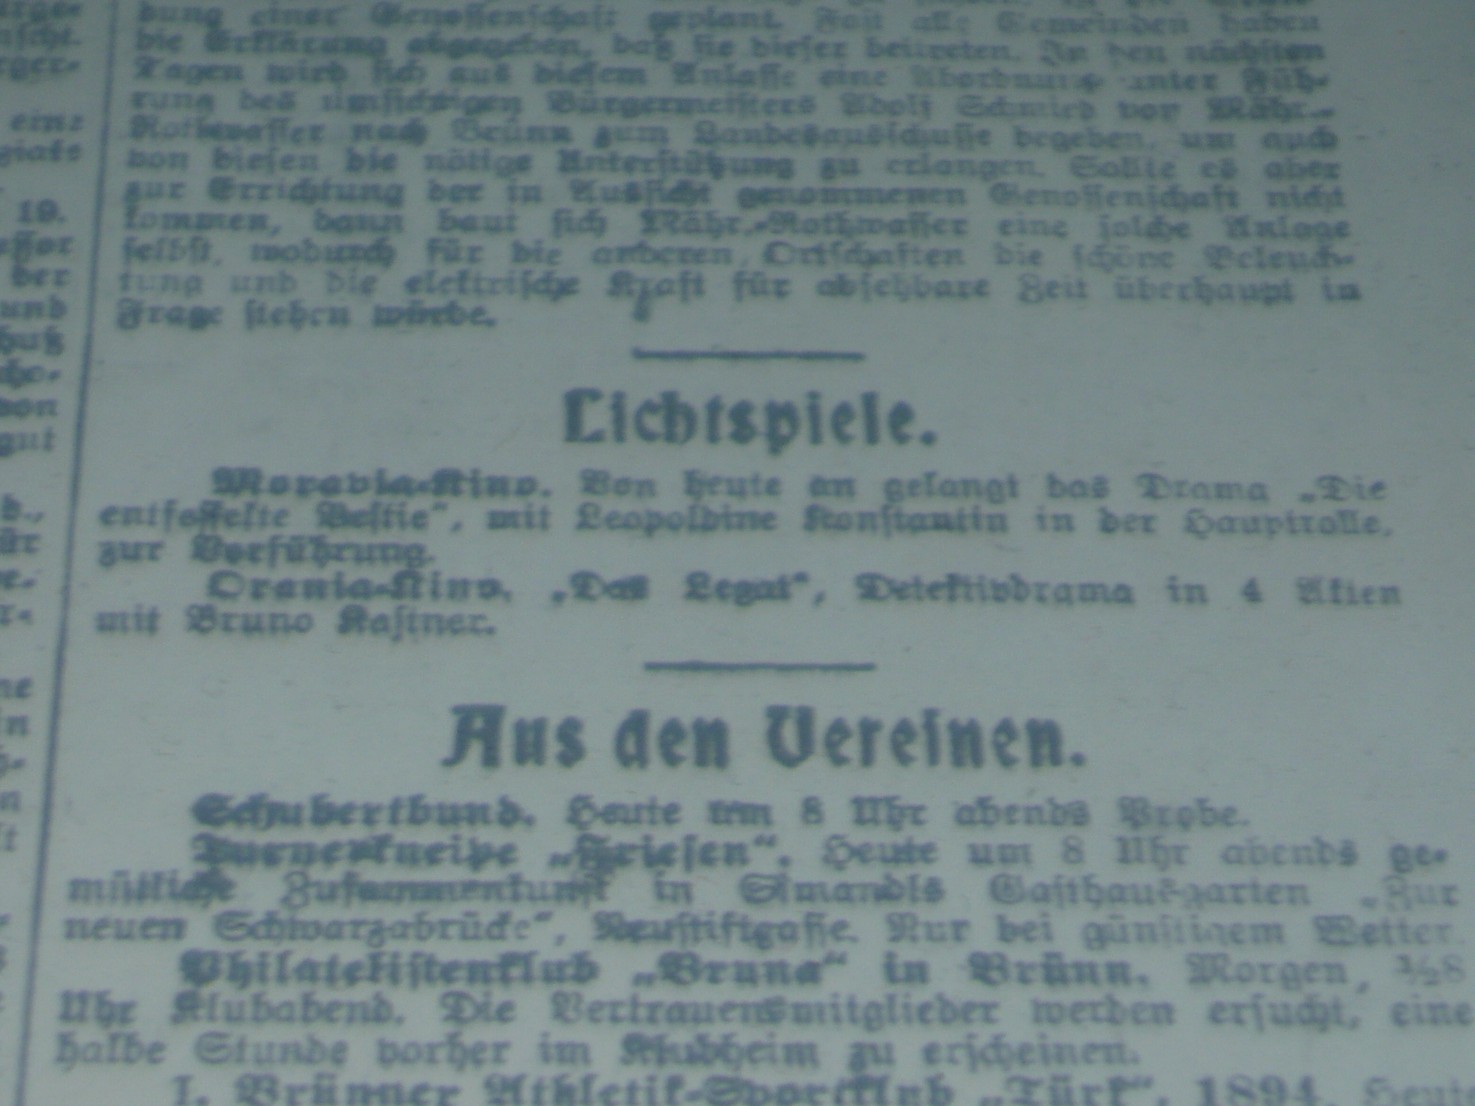 bung einer Genossenschaft geplant. Fast alle Gemeinden haben
die Erklärung abgegeben, daß sie dieser beitreten. In den nächsten
Tagen wird sich aus diesem Anlasse eine Abordnung unter Füh-
rung des umsichtigen Bürgermeisters Adolf Schmied von Mähr.-
Rothwasser nach Brünn zum Landesausschusse begeben, um auch
von diesen die nötige Unterstützung zu erlangen. Sollte es aber
zur Errichtung der in Aussicht genommenen Genossenschaft nicht
kommen, dann baut sich Mähr.-Rothwasser eine solche Anlage
selbst, wodurch für die anderen Ortschaften die schöne Beleuch-
tung und die elektrische Kraft für absehbare Zeit überhaupt in
Frage stehen würde.
Lichtspiele.
Moravia-Kino. Von heute an gelangt das Drama „Die
entfesselte Bestie“, mit Leopoldine Konstantin in der Hauptrolle,
zur Vorführung.
Orania-Kino. „Das Legat“, Detektivdrama in 4 Akten
mit Bruno Kastner.
Aus den Vereinen.
Schubertbund. Heute um 8 Uhr abends Probe.
Turnerkneipe „Friesen“. Heute um 8 Uhr abends ge-
mütliche Zusammenkunft in Simandls Gasthausgarten „Zur
neuen Schwarzabrücke“, Neustiftgasse. Nur bei günstigem Wetter.
Philatelistenklub „Bruna“ in Brünn. Morgen, ½8
Uhr Klubabend. Die Vertrauensmitglieder werden ersucht, eine
halbe Stunde vorher im Klubheim zu erscheinen.
I. Brünner Athletik-Sportklub „Türk“, 1894. Heute